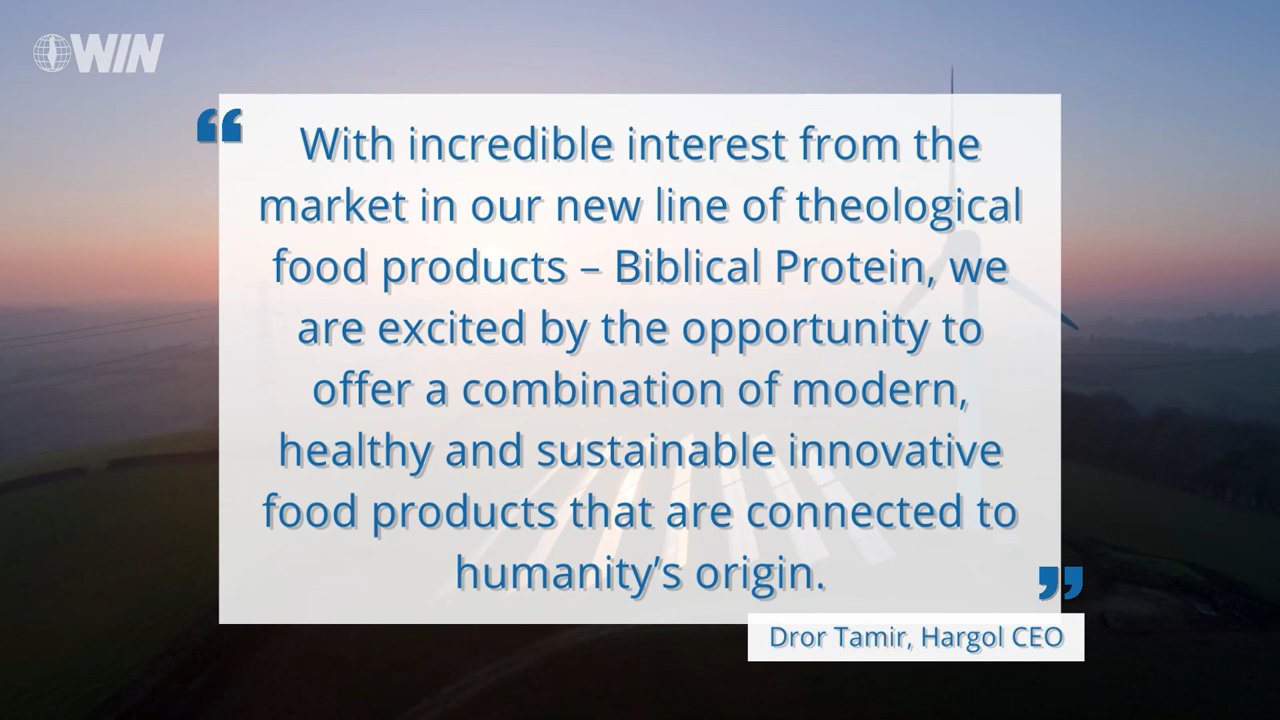 WIN
“ With incredible interest from the
market in our new line of theological
food products – Biblical Protein, we
are excited by the opportunity to
offer a combination of modern,
healthy and sustainable innovative
food products that are connected to
humanity’s origin. ”
Dror Tamir, Hargol CEO